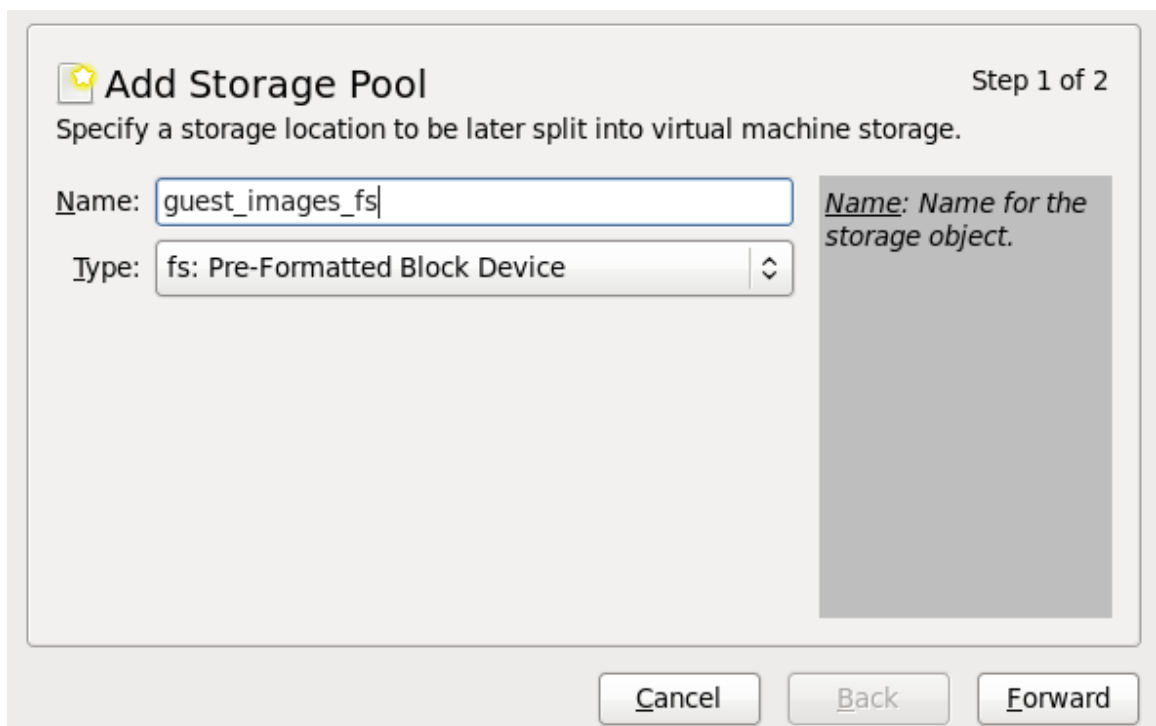 Add Storage Pool
Step 1 of 2
Specify a storage location to be later split into virtual machine storage.
Name: guest_images_fs
Type: fs: Pre-Formatted Block Device
Name: Name for the
storage object.
Cancel
Back
Forward